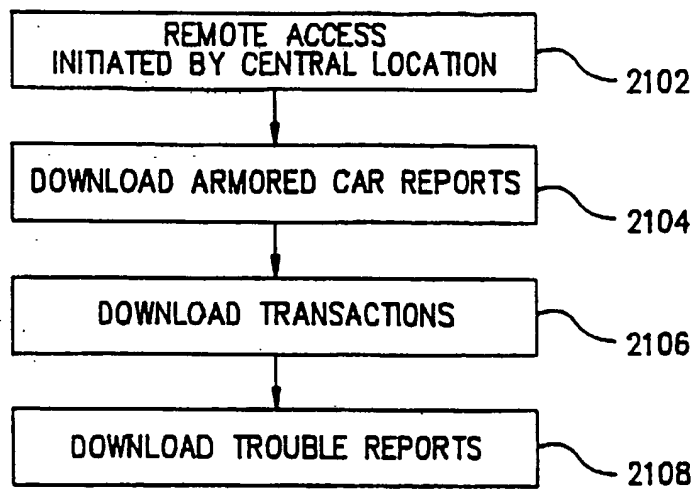 REMOTE ACCESS
INITIATED BY CENTRAL LOCATION
2102
DOWNLOAD ARMORED CAR REPORTS
2104
DOWNLOAD TRANSACTIONS
2106
DOWNLOAD TROUBLE REPORTS
2108